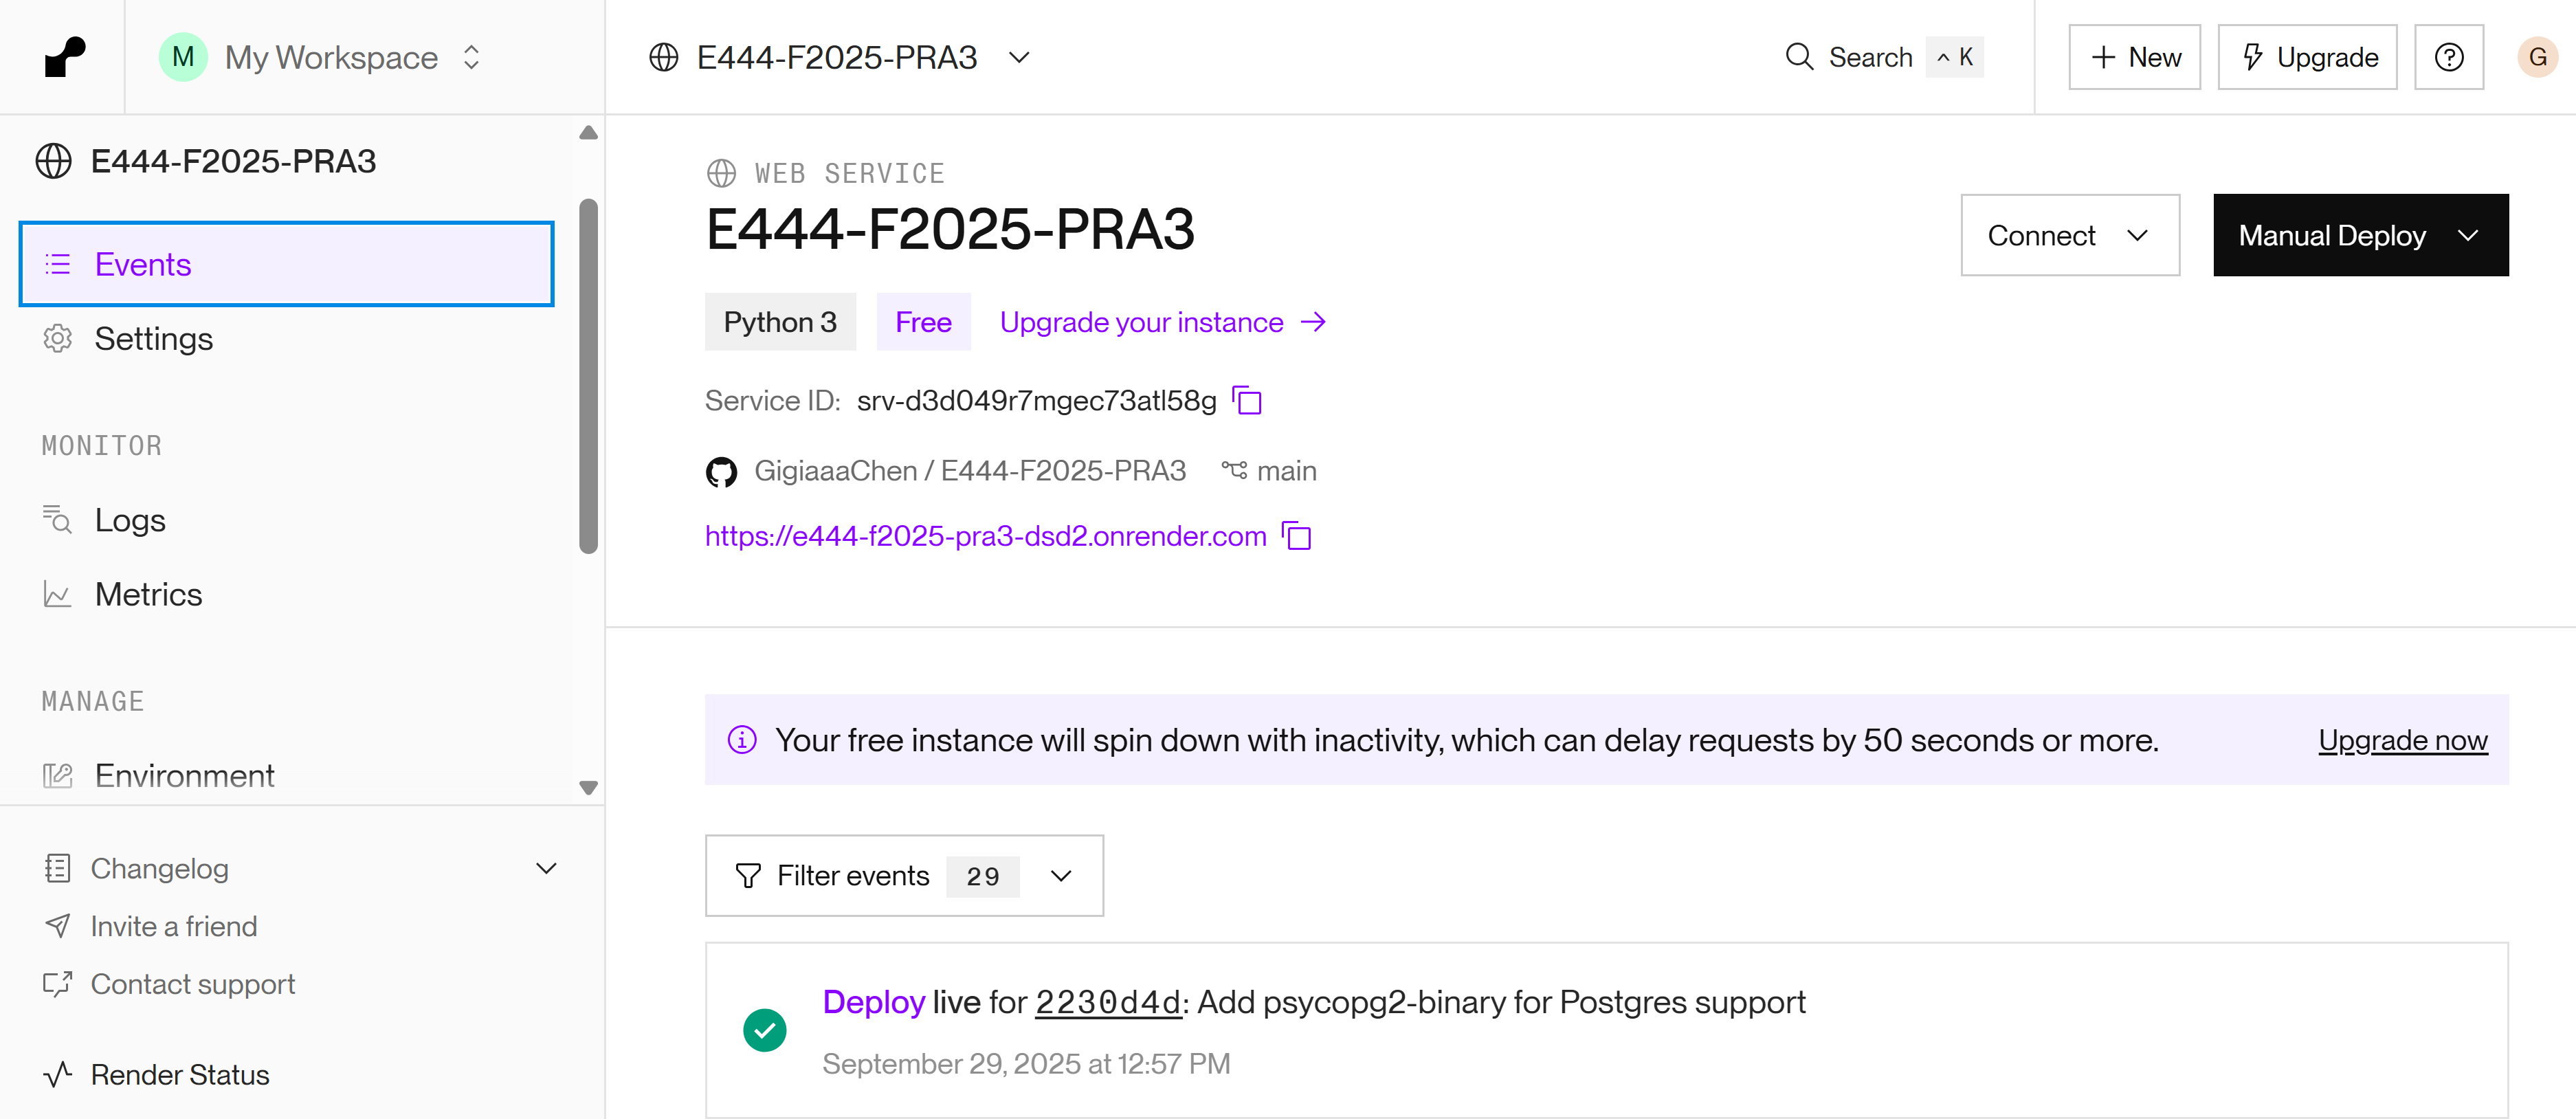 M My Workspace
E444-F2025-PRA3
Search ^ K
New
Upgrade
G
E444-F2025-PRA3
Events
Settings
MONITOR
Logs
Metrics
MANAGE
Environment
Changelog
Invite a friend
Contact support
Render Status
WEB SERVICE
E444-F2025-PRA3
Connect
Manual Deploy
Python 3
Free
Upgrade your instance →
Service ID: srv-d3d049r7mgec73atl58g
GigiaaaChen / E444-F2025-PRA3 main
https://e444-f2025-pra3-dsd2.onrender.com
Your free instance will spin down with inactivity, which can delay requests by 50 seconds or more. Upgrade now
Filter events 29
Deploy live for 2230d4d: Add psycopg2-binary for Postgres support
September 29, 2025 at 12:57 PM